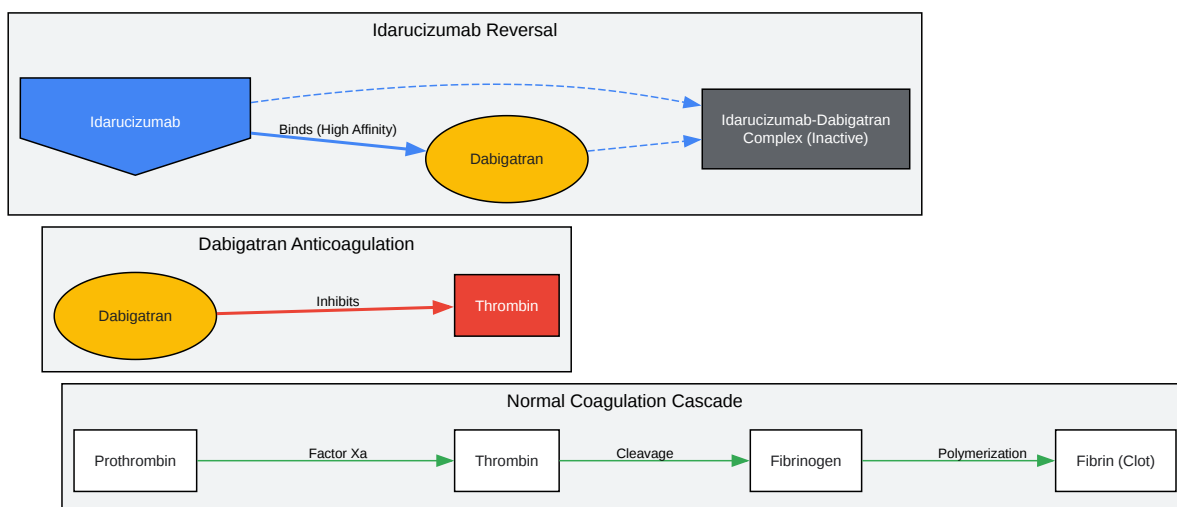 Idarucizumab Reversal
Idarucizumab
Binds (High Affinity)
Dabigatran
Idarucizumab-Dabigatran
Complex (Inactive)
Dabigatran Anticoagulation
Dabigatran
Inhibits
Thrombin
Normal Coagulation Cascade
Prothrombin
Factor Xa
Thrombin
Cleavage
Fibrinogen
Polymerization
Fibrin (Clot)